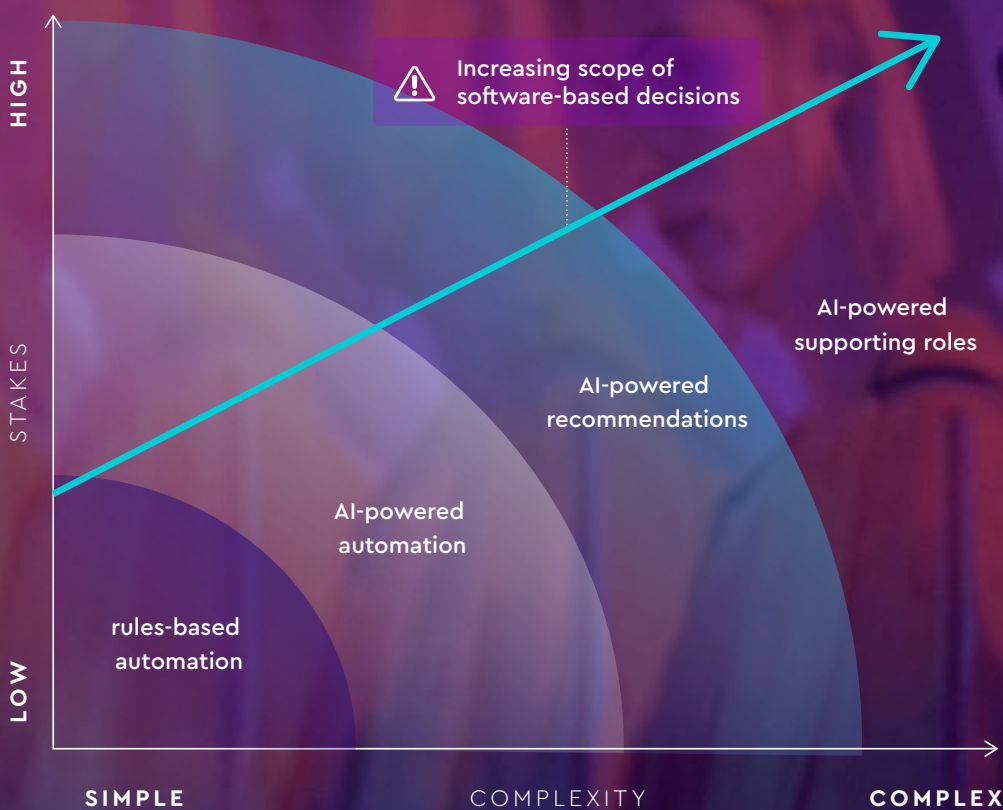 HIGH
Increasing scope of
software-based decisions
AI-powered
supporting roles
STAKES
AI-powered
recommendations
AI-powered
automation
rules-based
automation
LOW
SIMPLE
COMPLEXITY
COMPLEX